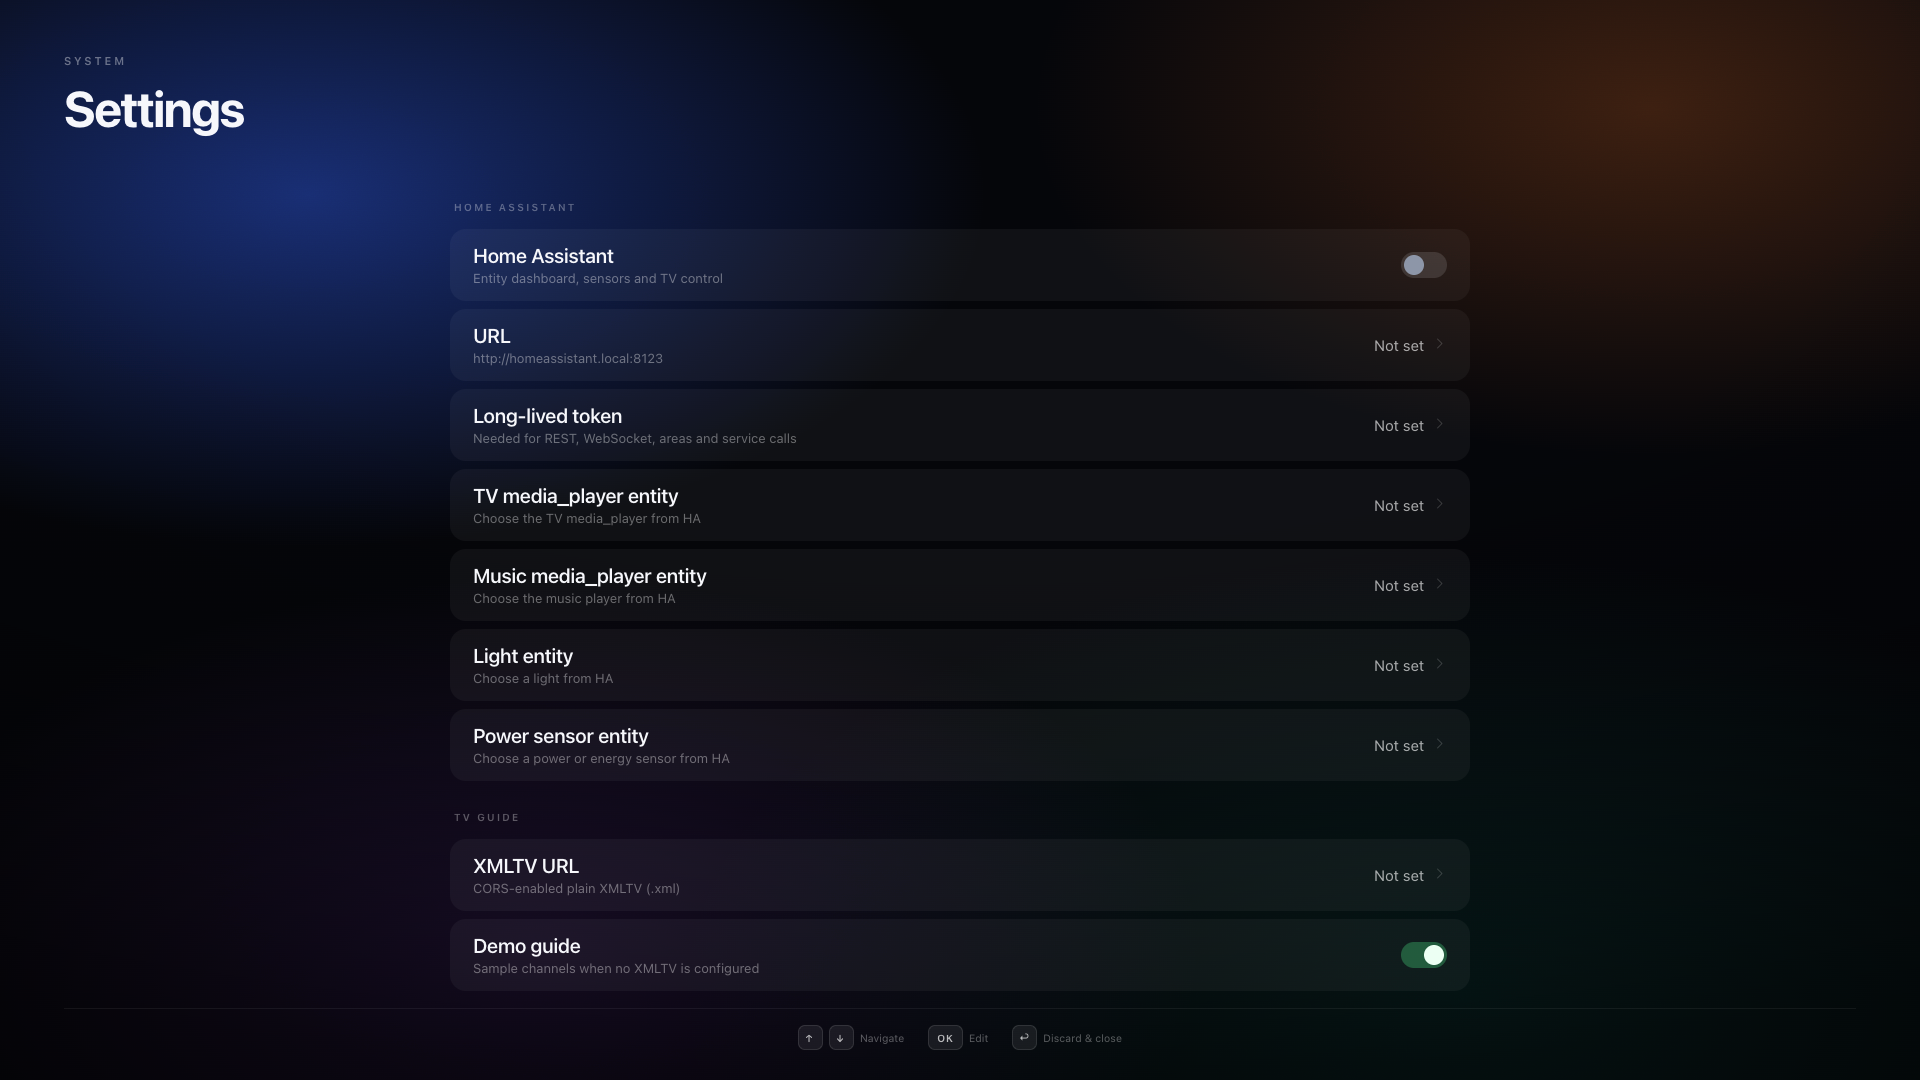 SYSTEM
Settings
HOME ASSISTANT
Home Assistant
Entity dashboard, sensors and TV control
URL
http://homeassistant.local:8123
Not set
Long-lived token
Needed for REST, WebSocket, areas and service calls
Not set
TV media_player entity
Choose the TV media_player from HA
Not set
Music media_player entity
Choose the music player from HA
Not set
Light entity
Choose a light from HA
Not set
Power sensor entity
Choose a power or energy sensor from HA
Not set
TV GUIDE
XMLTV URL
CORS-enabled plain XMLTV (.xml)
Not set
Demo guide
Sample channels when no XMLTV is configured
↑ ↓ Navigate OK Edit ↩ Discard & close